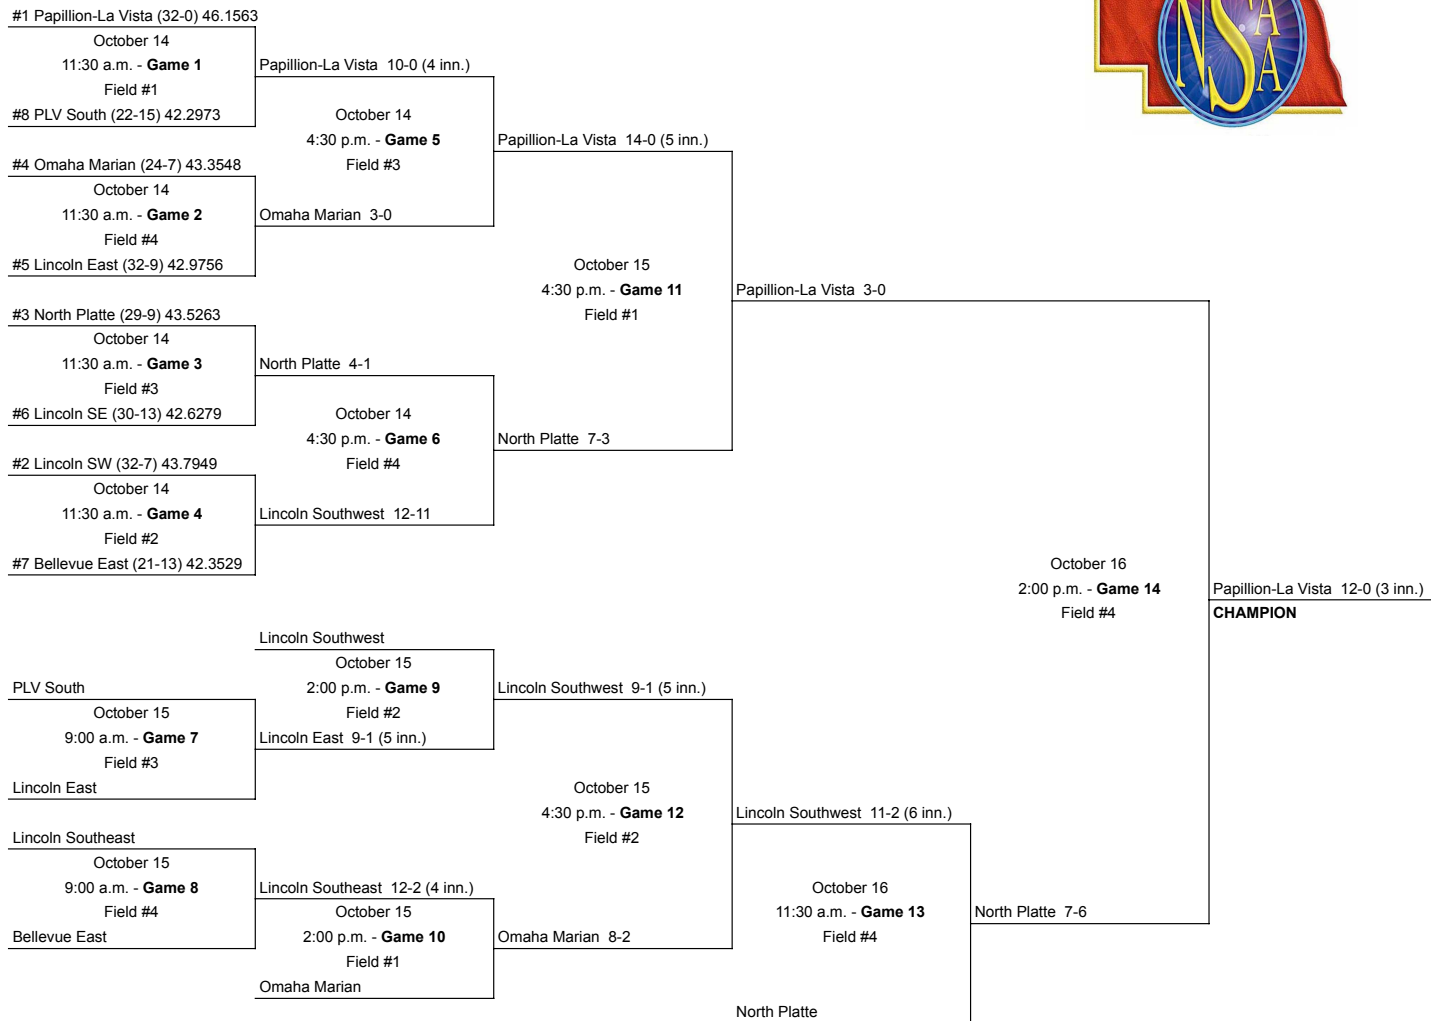 #1 Papillion-La Vista (32-0) 46.1563
October 14
11:30 a.m. - Game 1
Field #1
#8 PLV South (22-15) 42.2973
Papillion-La Vista 10-0 (4 inn.)
October 14
4:30 p.m. - Game 5
Field #3
#4 Omaha Marian (24-7) 43.3548
October 14
11:30 a.m. - Game 2
Field #4
#5 Lincoln East (32-9) 42.9756
Omaha Marian 3-0
Papillion-La Vista 14-0 (5 inn.)
October 15
4:30 p.m. - Game 11
Field #1
#3 North Platte (29-9) 43.5263
October 14
11:30 a.m. - Game 3
Field #3
#6 Lincoln SE (30-13) 42.6279
North Platte 4-1
October 14
4:30 p.m. - Game 6
Field #4
#2 Lincoln SW (32-7) 43.7949
October 14
11:30 a.m. - Game 4
Field #2
#7 Bellevue East (21-13) 42.3529
Lincoln Southwest 12-11
North Platte 7-3
Papillion-La Vista 3-0
October 16
2:00 p.m. - Game 14
Field #4
Papillion-La Vista 12-0 (3 inn.)
CHAMPION
Lincoln Southwest
October 15
2:00 p.m. - Game 9
Field #2
PLV South
October 15
9:00 a.m. - Game 7
Field #3
Lincoln East
Lincoln East 9-1 (5 inn.)
Lincoln Southwest 9-1 (5 inn.)
October 15
4:30 p.m. - Game 12
Field #2
Lincoln Southeast
October 15
9:00 a.m. - Game 8
Field #4
Bellevue East
Lincoln Southeast 12-2 (4 inn.)
October 15
2:00 p.m. - Game 10
Field #1
Omaha Marian
Omaha Marian 8-2
Lincoln Southwest 11-2 (6 inn.)
October 16
11:30 a.m. - Game 13
Field #4
North Platte
North Platte 7-6
NSAA